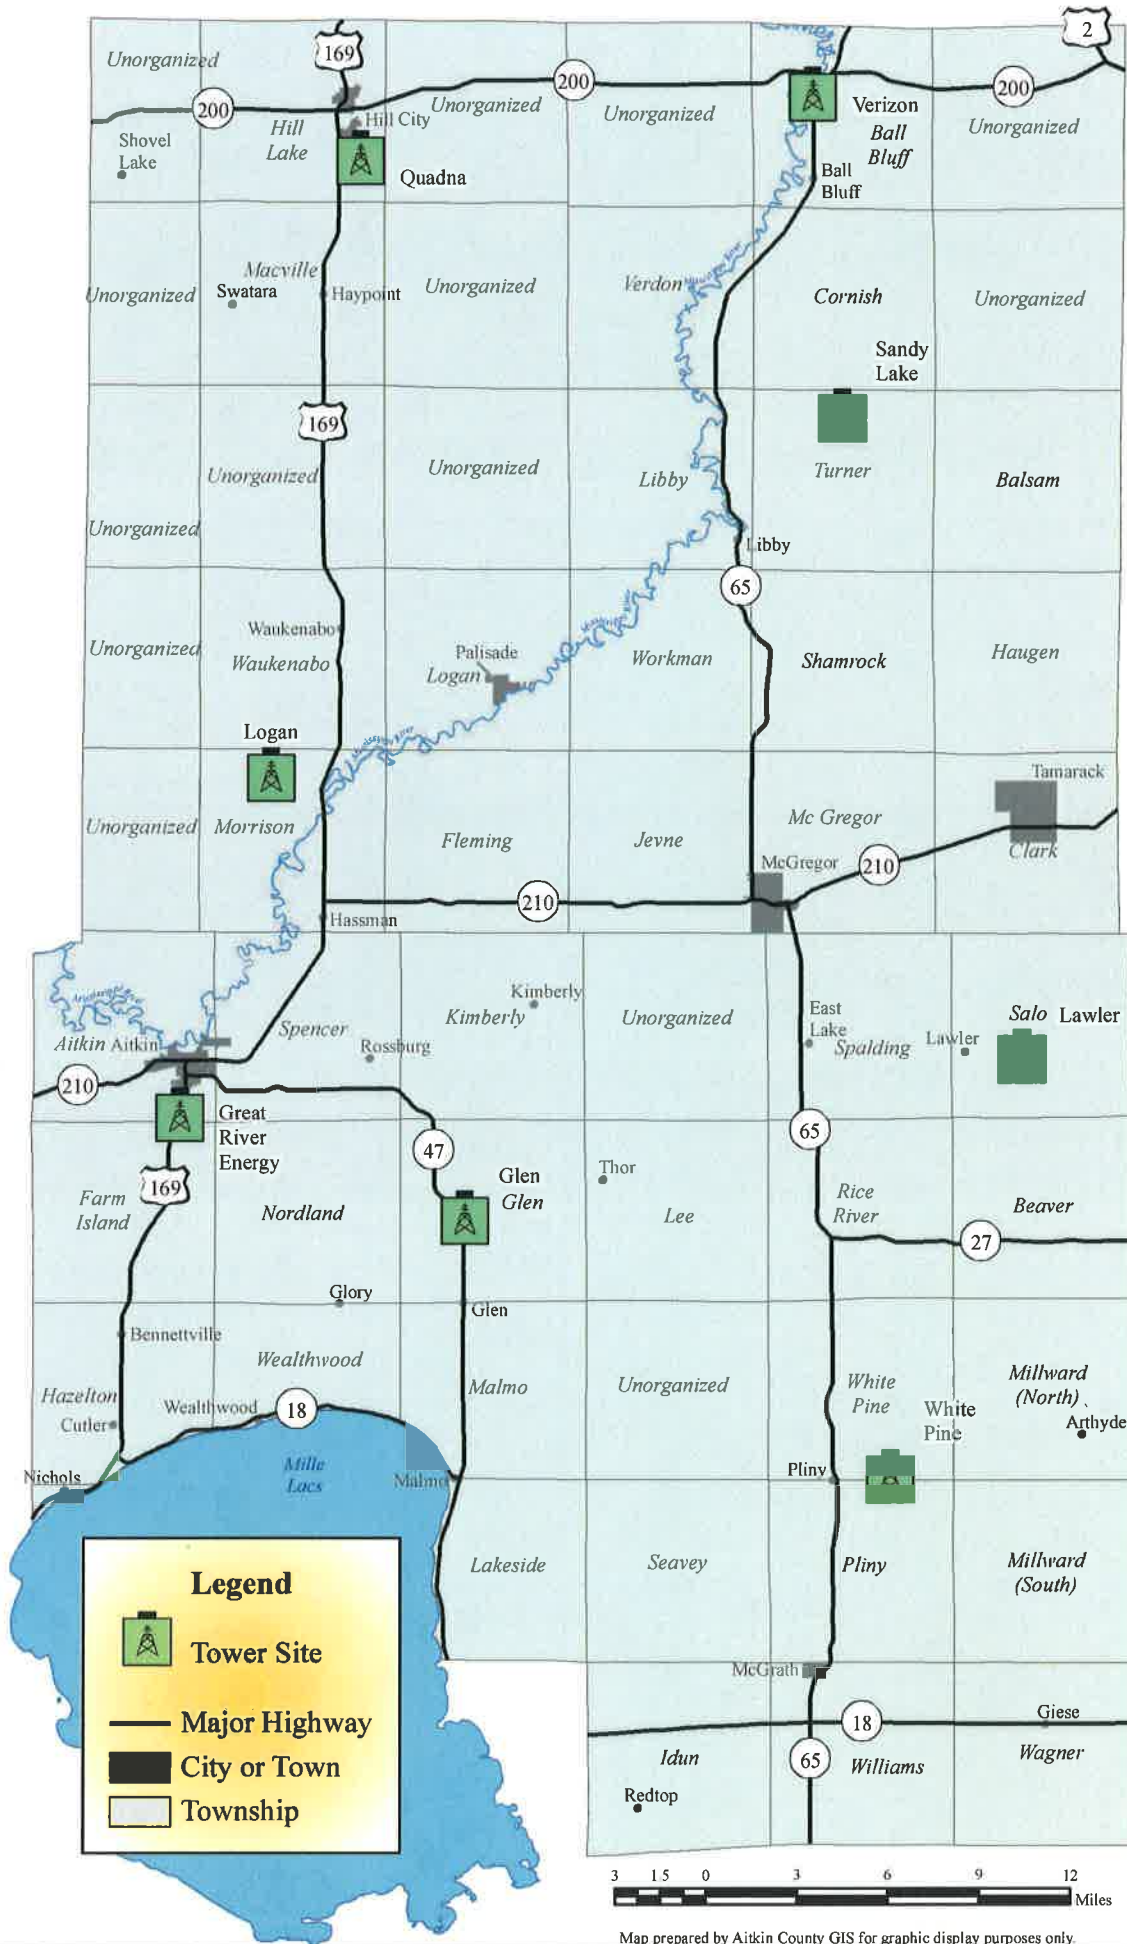 169
2
Unorganized
200
200
200
Unorganized
Unorganized
Verizon
Hill City
Hill
Lake
Ball
Bluff
Unorganized
Shovel
Lake
Quadna
Ball
Bluff
Macville
Verdon
Mississippi River
Unorganized
Swatara
Haypoint
Unorganized
Cornish
Unorganized
Sandy
Lake
169
Unorganized
Unorganized
Libby
Turner
Balsam
Unorganized
Libby
65
Mississippi River
Waukenabo
Unorganized
Waukenabo
Palisade
Logan
Workman
Shamrock
Haugen
Logan
Mississippi River
Tamarack
Unorganized
Morrison
Fleming
Jevne
Mc Gregor
McGregor
210
Clark
210
Hassman
Mississippi River
Kimberly
Kimberly
Unorganized
East
Lake
Spalding
Lawler
Salo
Lawler
Spencer
Aitkin
Aitkin
Rossburg
210
Great
River
Energy
47
65
169
Farm
Island
Nordland
Glen
Glen
Thor
Lee
Rice
River
Beaver
27
Glory
Glen
Bennettville
Wealthwood
Malmo
Unorganized
White
Pine
Millward
(North)
Hazelton
Cutler
Wealthwood
18
White
Pine
Arthyde
Nichols
Mille
Lacs
Malmo
Pliny
Lakeside
Seavey
Pliny
Millward
(South)
Legend
Tower Site
Major Highway
City or Town
Township
McGrath
18
Giese
Idun
65
Williams
Wagner
Redtop
3 1 5 0 3 6 9 12
Miles
Map prepared by Aitkin County GIS for graphic display purposes only.